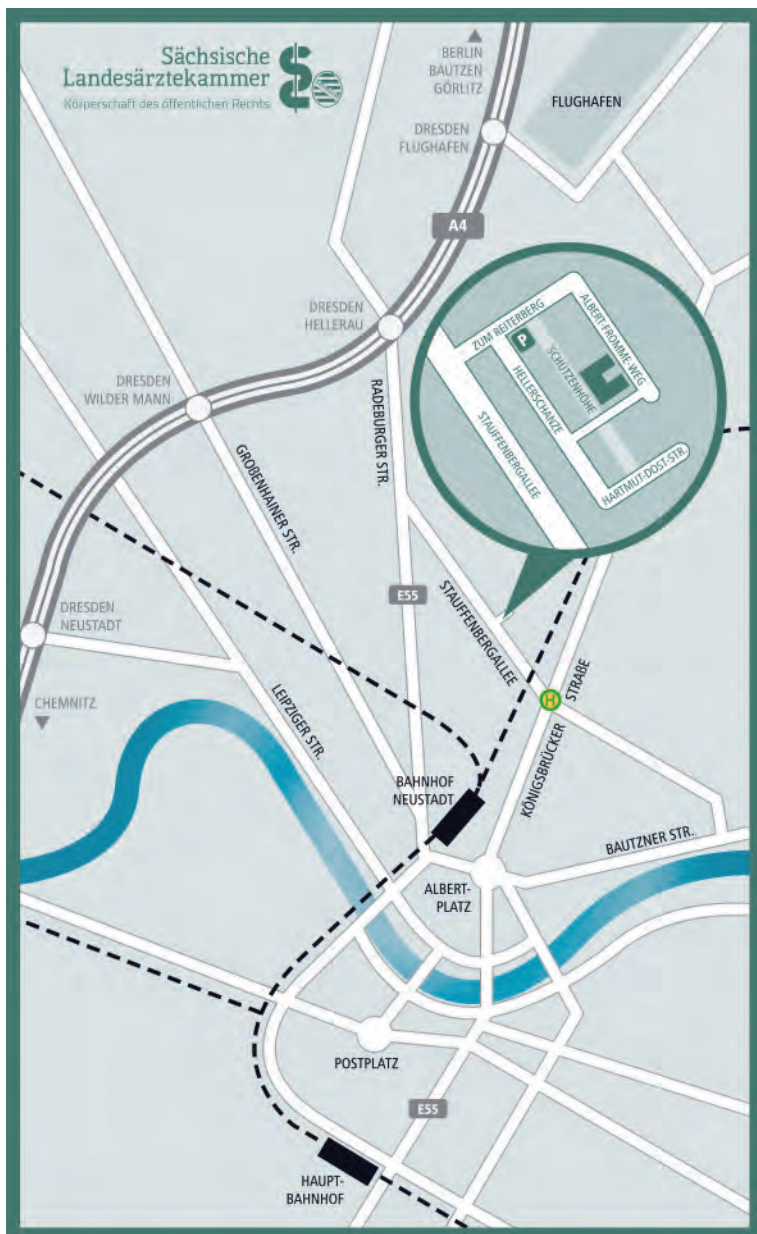 Sächsische
Landesärztekammer
Körperschaft des öffentlichen Rechts
BERLIN
BAUTZEN
GÖRLITZ
FLUGHAFEN
DRESDEN
FLUGHAFEN
A4
DRESDEN
HELLERAU
ZUM REITERBERG
ALBERT-FROMME-WEG
P
SCHÜTZENHÖHE
HELLERSCHANZE
STAUFFENBERGALLEE
HARTMUT-DOST-STR.
DRESDEN
WILDER MANN
RADEBURGER STR.
GROßENHAINER STR.
E55
STAUFFENBERGALLEE
DRESDEN
NEUSTADT
CHEMNITZ
LEIPZIGER STR.
H
KÖNIGSBRÜCKER
STRAßE
BAHNHOF
NEUSTADT
BAUTZNER STR.
ALBERT-
PLATZ
POSTPLATZ
E55
HAUPT-
BAHNHOF